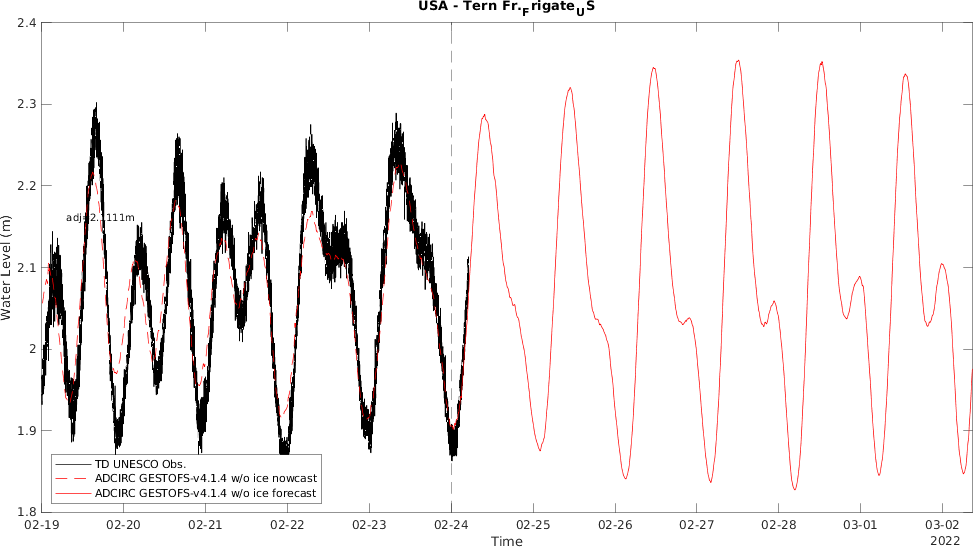 USA - Tern Fr.FrigateUS
2.4
2.3
2.2
2.1
2
1.9
1.8
Water Level (m)
adj=2.1111m
TD UNESCO Obs.
ADCIRC GESTOFS-v4.1.4 w/o ice nowcast
ADCIRC GESTOFS-v4.1.4 w/o ice forecast
02-19 02-20 02-21 02-22 02-23 02-24 02-25 02-26 02-27 02-28 03-01 03-02
Time 2022